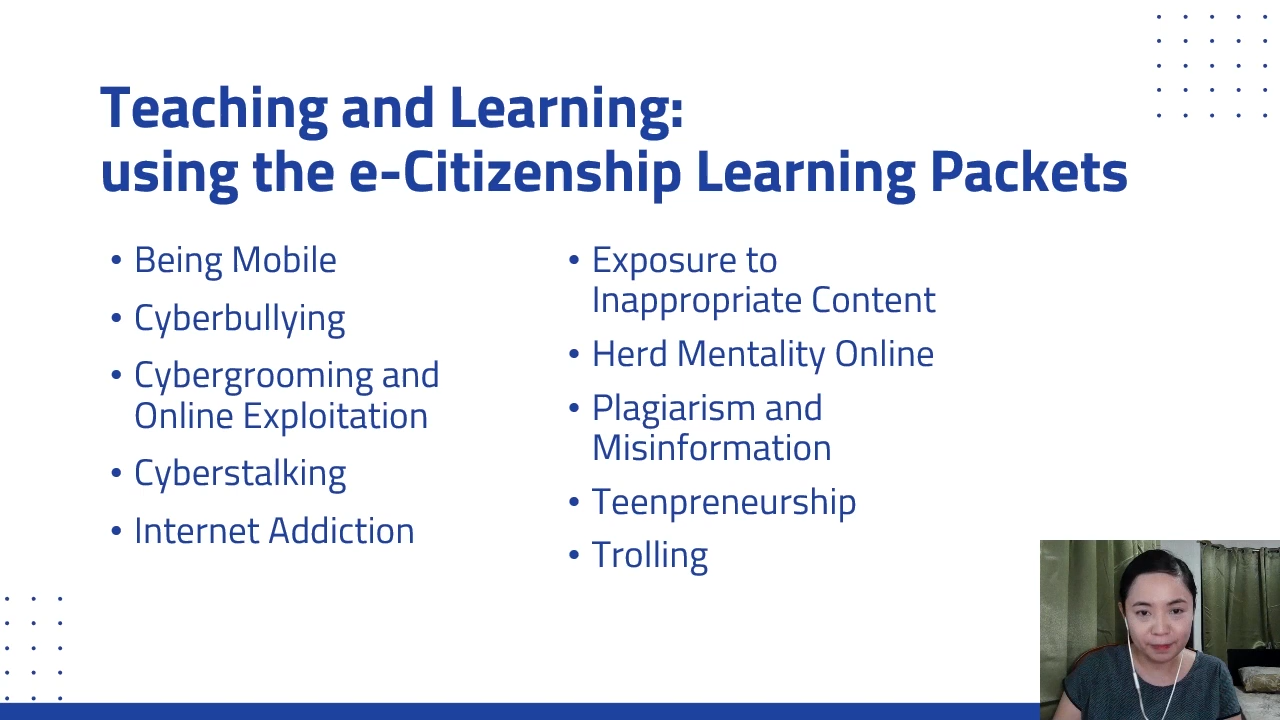 Teaching and Learning:
using the e-Citizenship Learning Packets
• Being Mobile
• Cyberbullying
• Cybergrooming and
Online Exploitation
• Cyberstalking
• Internet Addiction
• Exposure to
Inappropriate Content
• Herd Mentality Online
• Plagiarism and
Misinformation
• Teenpreneurship
• Trolling